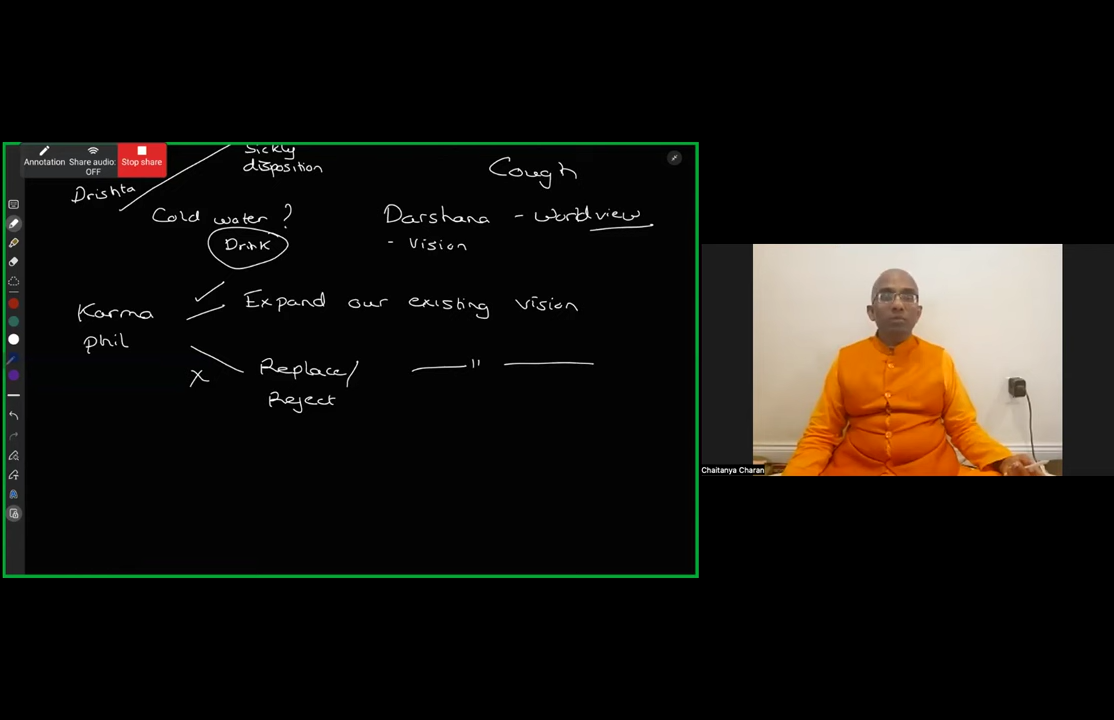 Annotation
Share audio:
OFF
Stop share
Sickly
disposition
Drishta
Cough
Cold water ?
Drink
Darshana - worldview
- Vision
Karma
phil
✓ Expand our existing vision
x Replace/ — " —
Reject
Chaitanya Charan